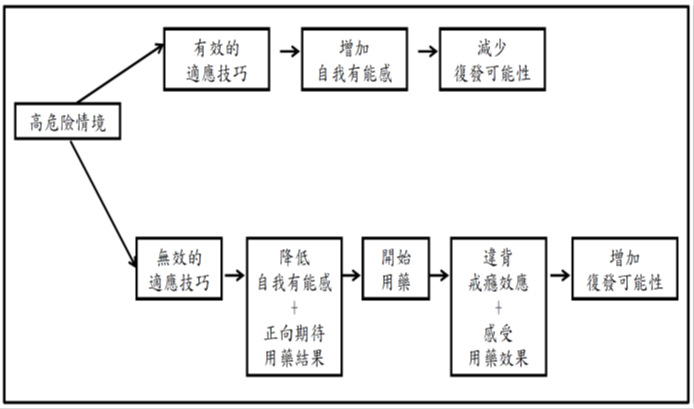 有效的
適應技巧
增加
自我有能感
減少
復發可能性
高危險情境
無效的
適應技巧
降低
自我有能感
+
正向期待
用藥結果
開始
用藥
違背
戒癮效應
+
感受
用藥效果
增加
復發可能性